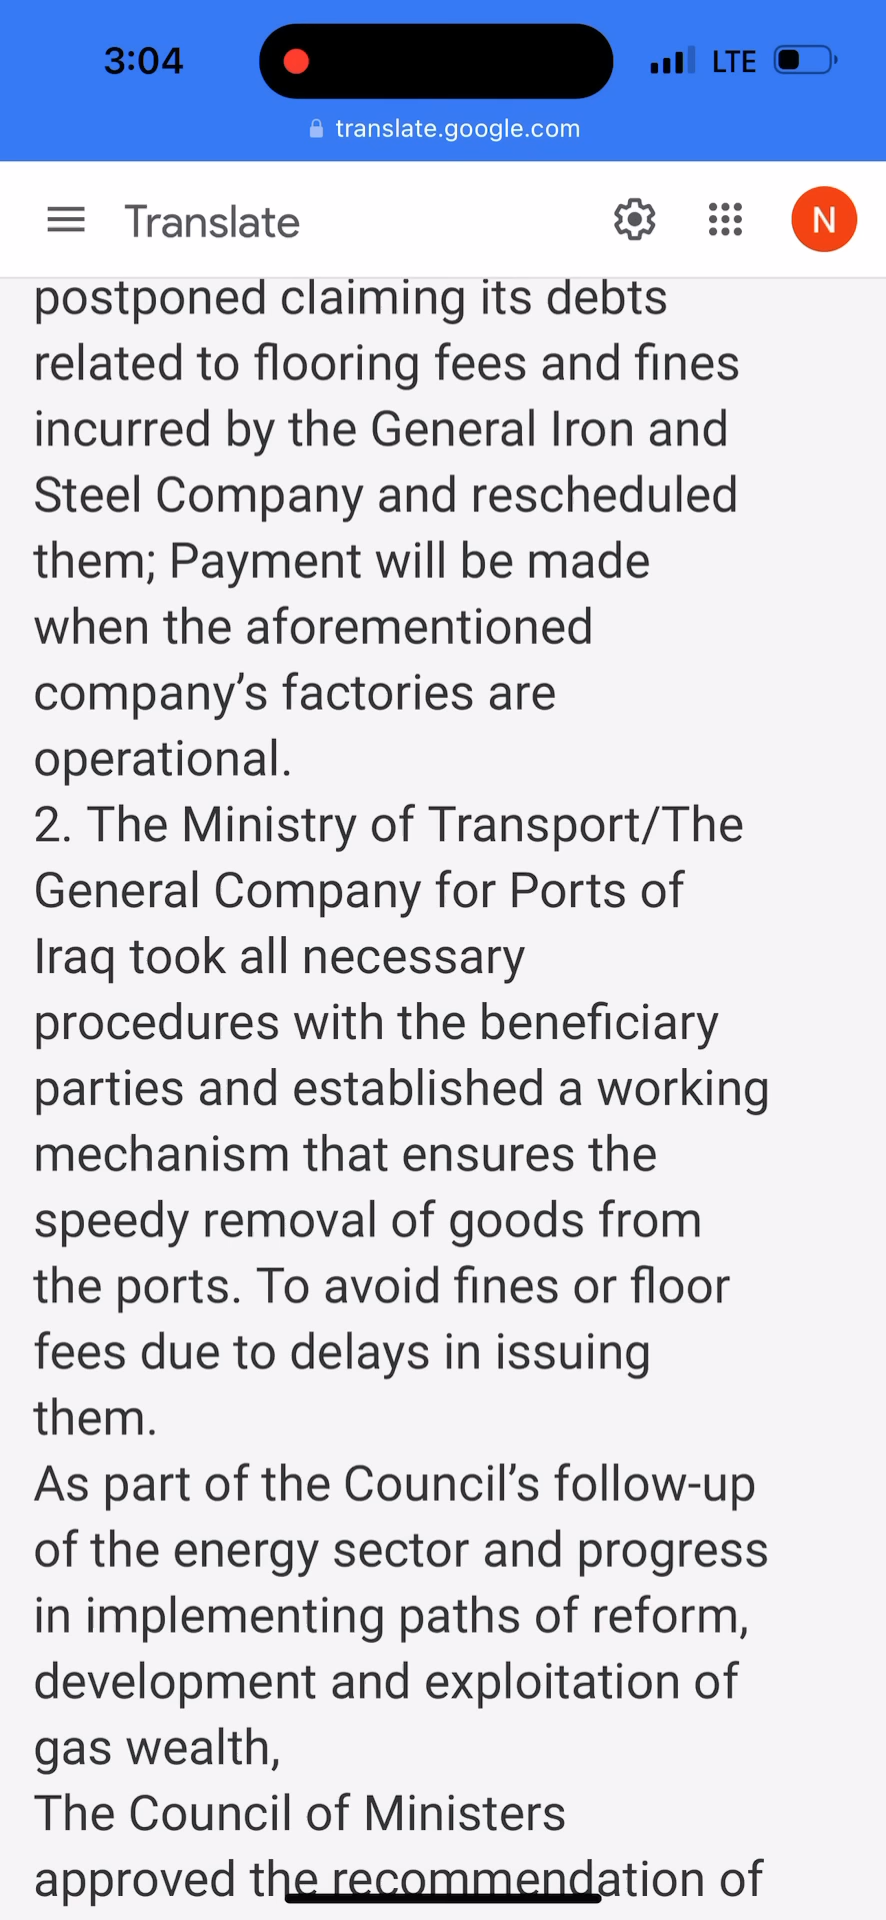 3:04
LTE
translate.google.com
Translate
N
postponed claiming its debts
related to flooring fees and fines
incurred by the General Iron and
Steel Company and rescheduled
them; Payment will be made
when the aforementioned
company’s factories are
operational.
2. The Ministry of Transport/The
General Company for Ports of
Iraq took all necessary
procedures with the beneficiary
parties and established a working
mechanism that ensures the
speedy removal of goods from
the ports. To avoid fines or floor
fees due to delays in issuing
them.
As part of the Council’s follow-up
of the energy sector and progress
in implementing paths of reform,
development and exploitation of
gas wealth,
The Council of Ministers
approved the recommendation of